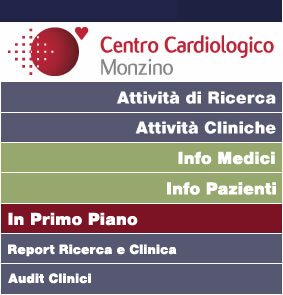 Centro Cardiologico
Monzino
Attività di Ricerca
Attività Cliniche
Info Medici
Info Pazienti
In Primo Piano
Report Ricerca e Clinica
Audit Clinici